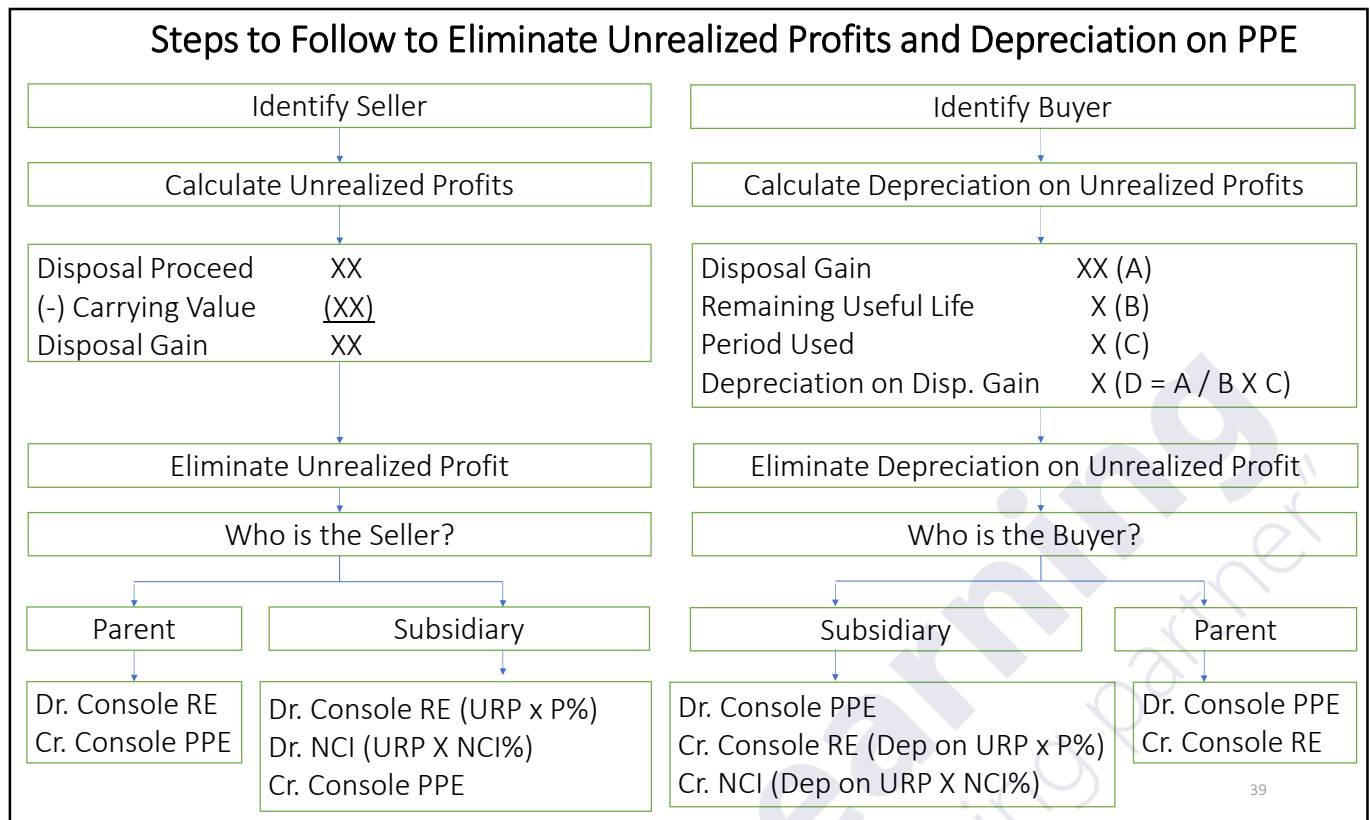 Steps to Follow to Eliminate Unrealized Profits and Depreciation on PPE
Identify Seller
Calculate Unrealized Profits
Disposal Proceed XX
(-) Carrying Value (XX)
Disposal Gain XX
Eliminate Unrealized Profit
Who is the Seller?
Parent
Subsidiary
Dr. Console RE
Cr. Console PPE
Dr. Console RE (URP x P%)
Dr. NCI (URP X NCI%)
Cr. Console PPE
Identify Buyer
Calculate Depreciation on Unrealized Profits
Disposal Gain XX (A)
Remaining Useful Life X (B)
Period Used X (C)
Depreciation on Disp. Gain X (D = A / B X C)
Eliminate Depreciation on Unrealized Profit
Who is the Buyer?
Subsidiary
Parent
Dr. Console PPE
Cr. Console RE (Dep on URP x P%)
Cr. NCI (Dep on URP X NCI%)
Dr. Console PPE
Cr. Console RE
39
partner"